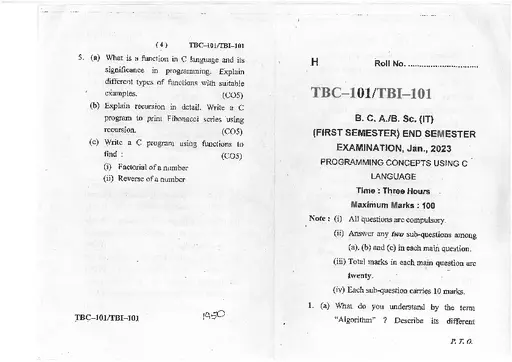 ( 4 ) TBC–101/TBI–101
5. (a) What is a function in C language and its
significance in programming. Explain
different types of functions with suitable
examples. (CO5)
(b) Explain recursion in detail. Write a C
program to print Fibonacci series using
recursion. (CO5)
(c) Write a C program using functions to
find : (CO5)
(i) Factorial of a number
(ii) Reverse of a number
TBC–101/TBI–101
1950
H Roll No. ..............................
TBC–101/TBI–101
B. C. A./B. Sc. (IT)
(FIRST SEMESTER) END SEMESTER
EXAMINATION, Jan., 2023
PROGRAMMING CONCEPTS USING C
LANGUAGE
Time : Three Hours
Maximum Marks : 100
Note : (i) All questions are compulsory.
(ii) Answer any two sub-questions among
(a), (b) and (c) in each main question.
(iii) Total marks in each main question are
twenty.
(iv) Each sub-question carries 10 marks.
1. (a) What do you understand by the term
"Algorithm" ? Describe its different
P. T. O.